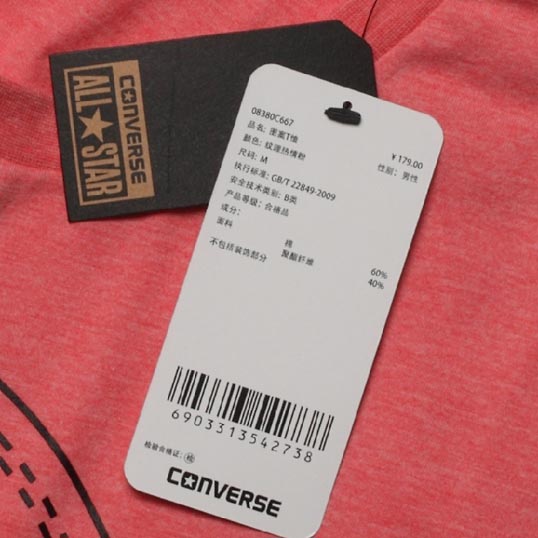 CONVERSE
ALL★STAR
08380C667
品名: 图案T恤 ¥179.00
颜色: 纹混热情粉 性别: 男性
尺码: M
执行标准: GB/T 22849-2009
安全技术类别: B类
产品等级: 合格品
成分:
面料 棉 60%
聚酯纤维 40%
不包括装饰部分
6903313542738
检验合格证: 检
CONVERSE